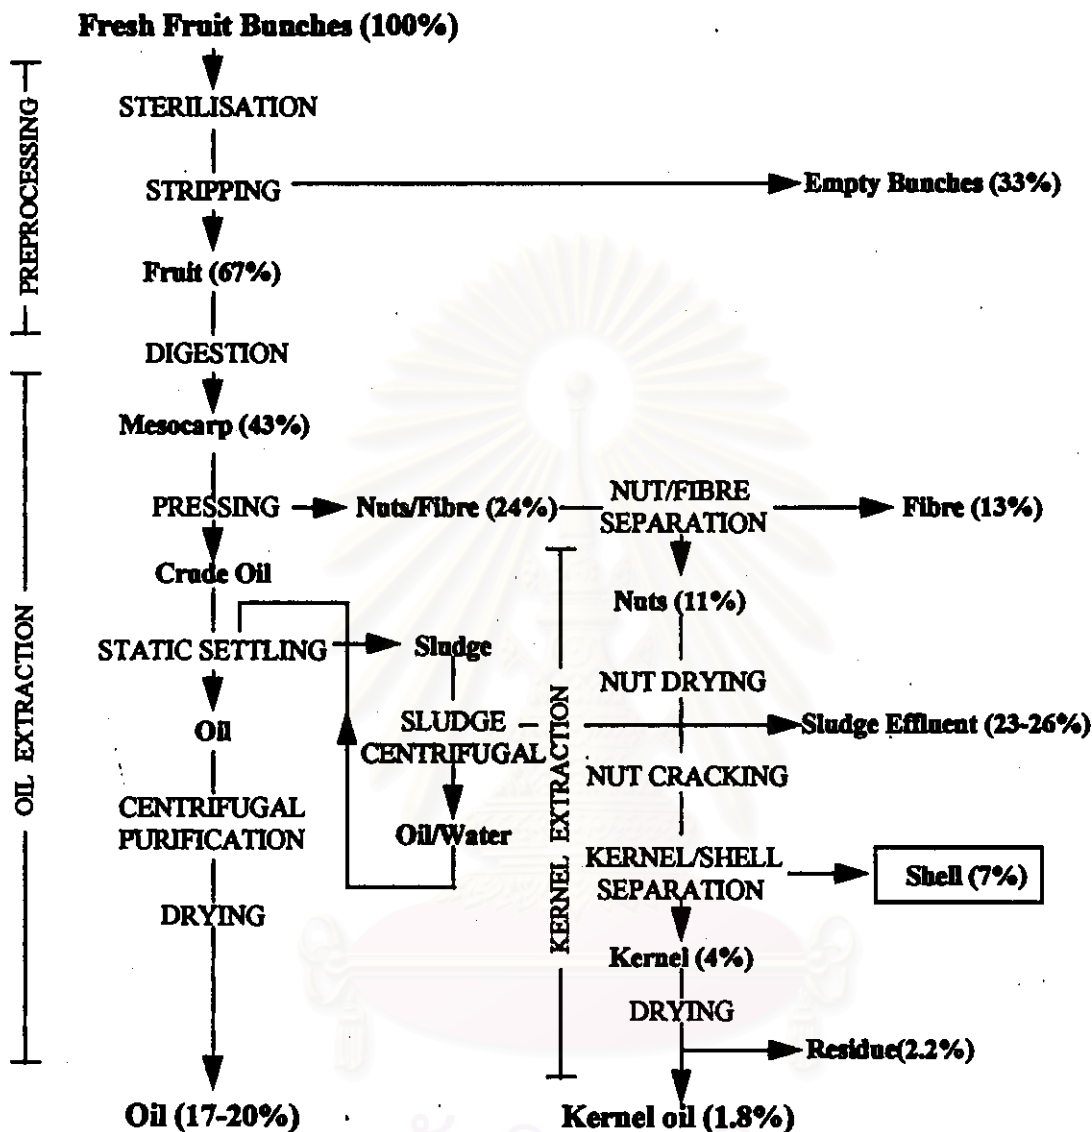 Fresh Fruit Bunches (100%)
PREPROCESSING
STERILISATION
STRIPPING
Empty Bunches (33%)
Fruit (67%)
DIGESTION
OIL EXTRACTION
Mesocarp (43%)
PRESSING
Nuts/Fibre (24%)
NUT/FIBRE
SEPARATION
Fibre (13%)
Crude Oil
Nuts (11%)
STATIC SETTLING
Sludge
KERNEL EXTRACTION
NUT DRYING
Oil
SLUDGE
CENTRIFUGAL
Sludge Effluent (23-26%)
NUT CRACKING
CENTRIFUGAL
PURIFICATION
Oil/Water
KERNEL/SHELL
SEPARATION
Shell (7%)
DRYING
Kernel (4%)
DRYING
Residue(2.2%)
Oil (17-20%)
Kernel oil (1.8%)